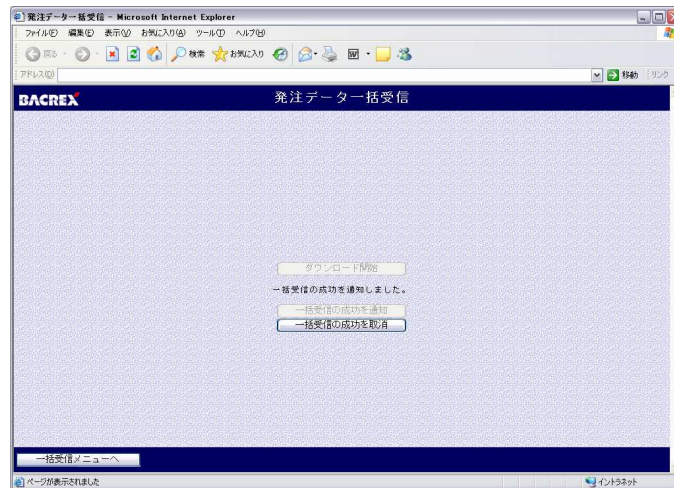 発注データ一括受信 - Microsoft Internet Explorer
ファイル(F) 編集(E) 表示(V) お気に入り(A) ツール(T) ヘルプ(H)
戻る 検索 お気に入り
アドレス(D) 移動 リンク
BACREX 発注データ一括受信
ダウンロード開始
一括受信の成功を通知しました。
一括受信の成功を通知
一括受信の成功を取消
一括受信メニューへ
ページが表示されました イントラネット